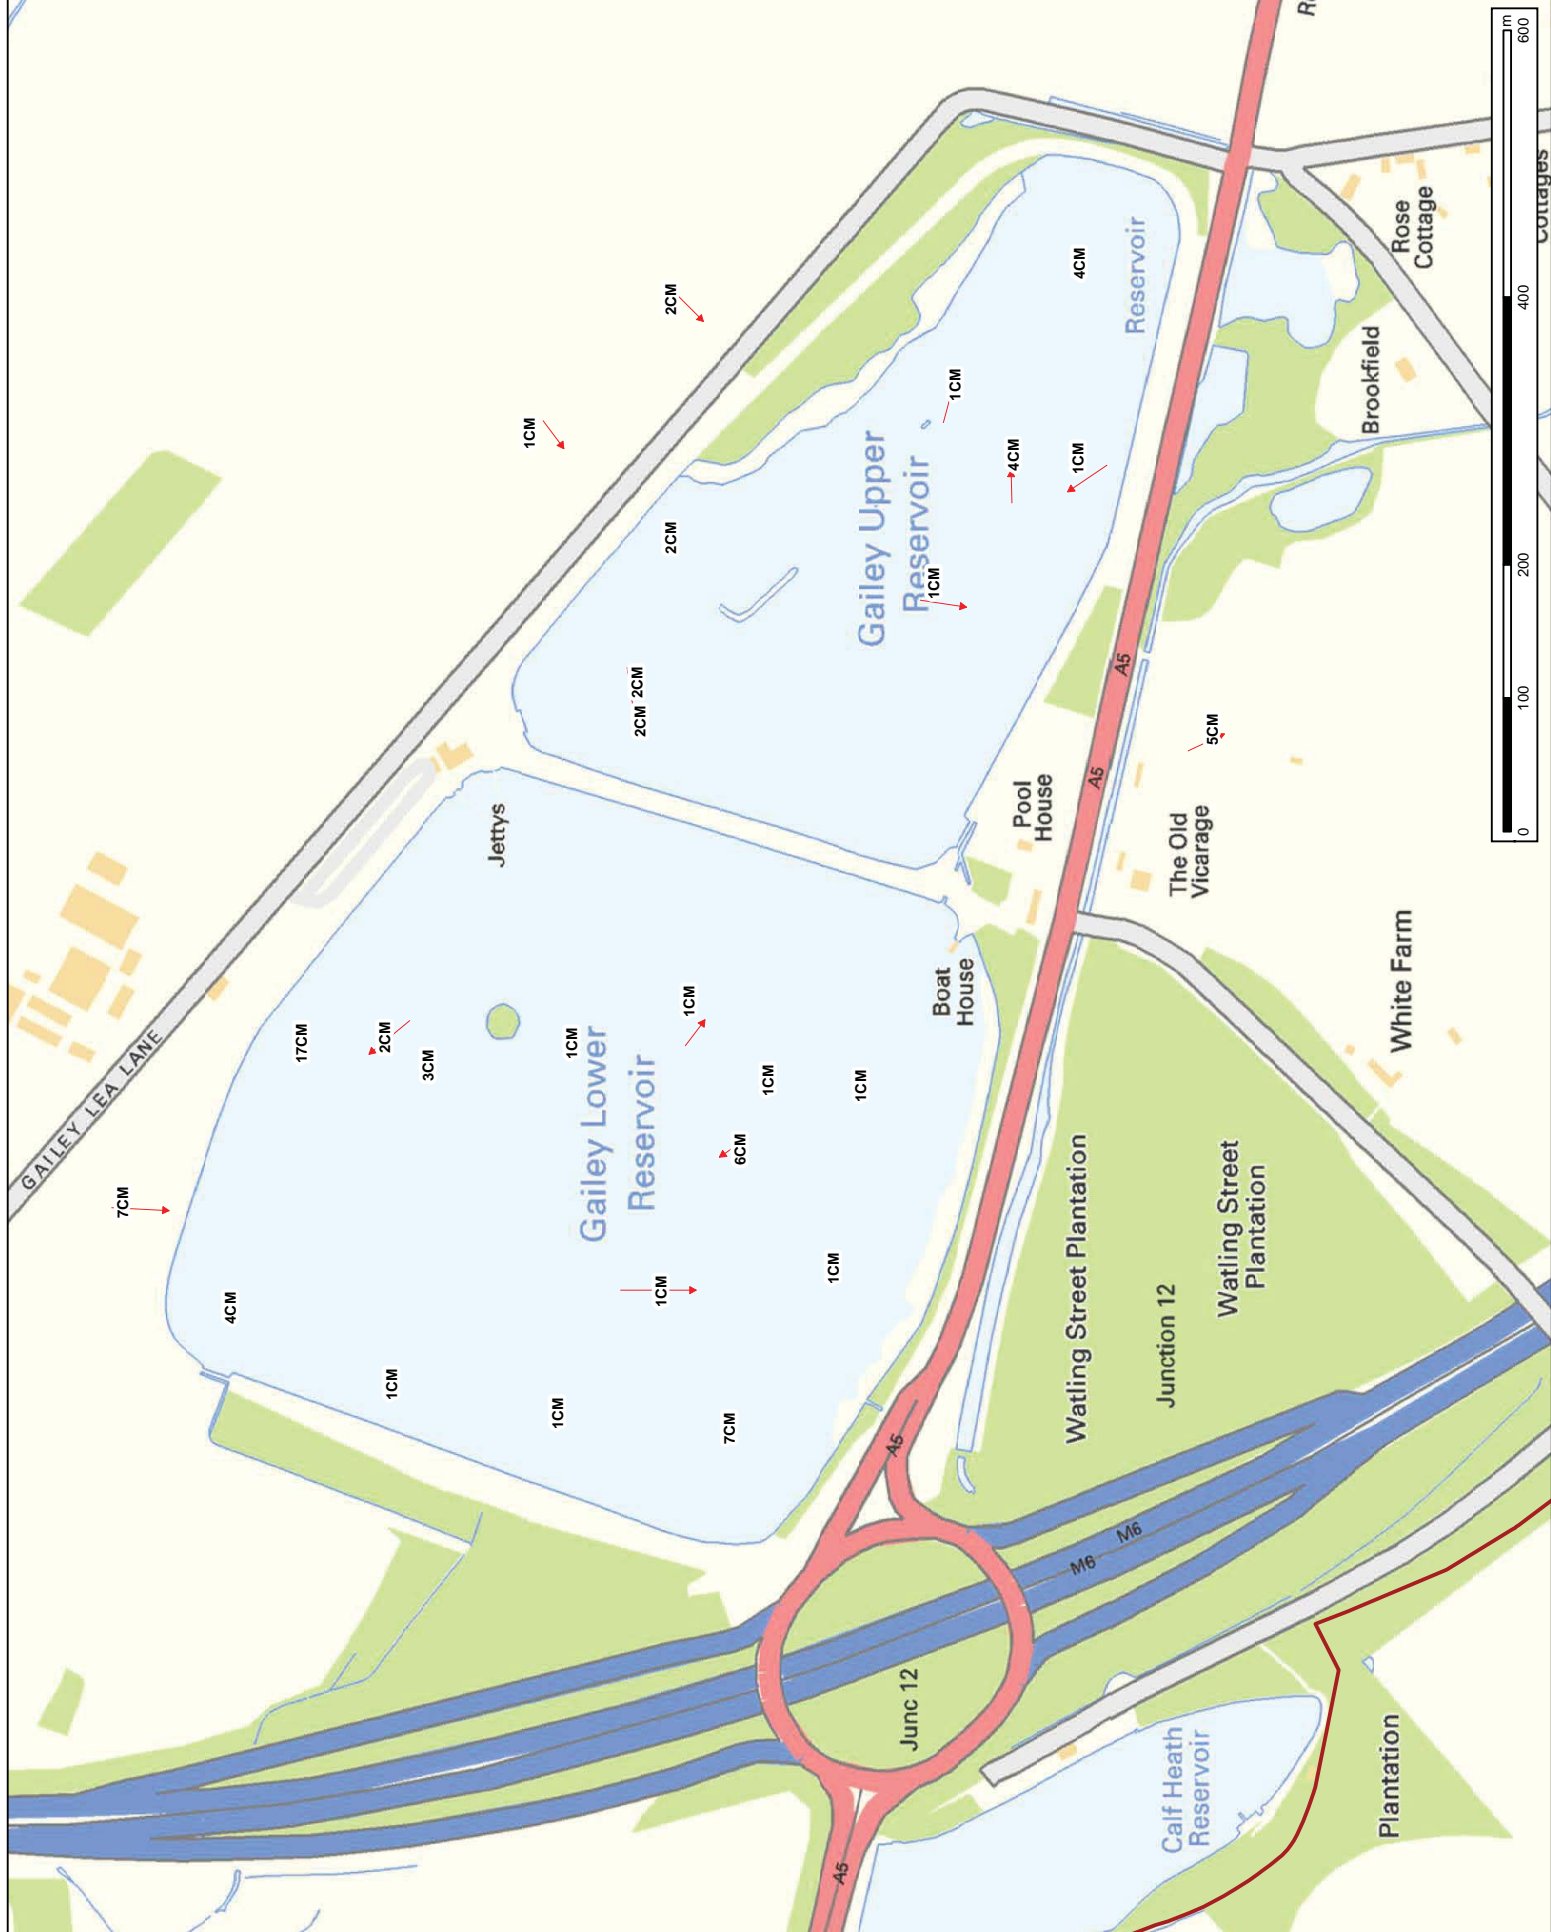 GAILEY LEA LANE
7CM
4CM
17CM
2CM
3CM
1CM
1CM
Jettys
1CM
2CM
1CM
Gailey Lower
Reservoir
1CM
1CM
7CM
6CM
1CM
1CM
1CM
2CM
2CM
2CM
Gailey Upper
Reservoir
1CM
1CM
4CM
1CM
4CM
Reservoir
Boat
House
Pool
House
A5
A5
A5
A5
The Old
Vicarage
5CM
White Farm
Brookfield
Rose
Cottage
Cottages
Watling Street Plantation
Junction 12
Watling Street
Plantation
M6
M6
Junc 12
Calf Heath
Reservoir
Plantation
0
100
200
400
600
m